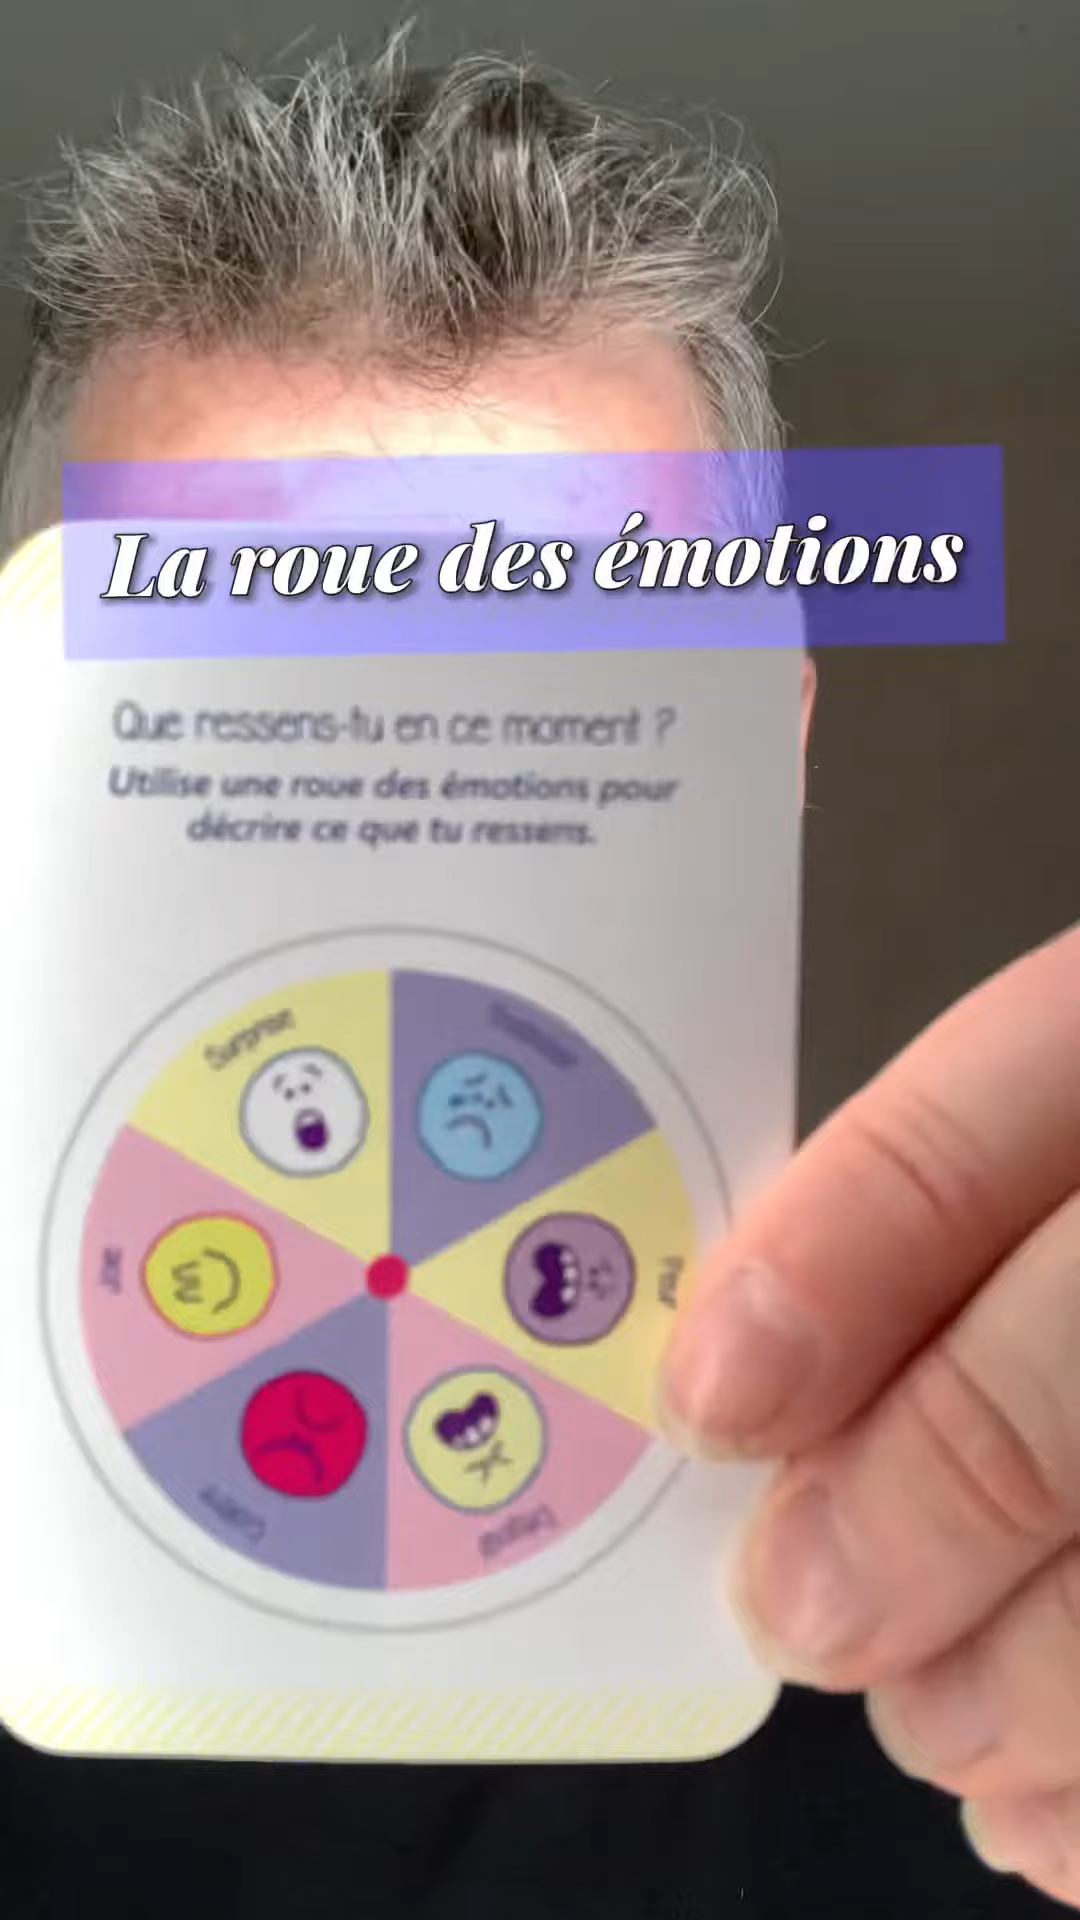 La roue des émotions
Que ressens-tu en ce moment ?
Utilise une roue des émotions pour
décrire ce que tu ressens.
Surprise
Tristesse
Peur
Dégoût
Colère
Joie